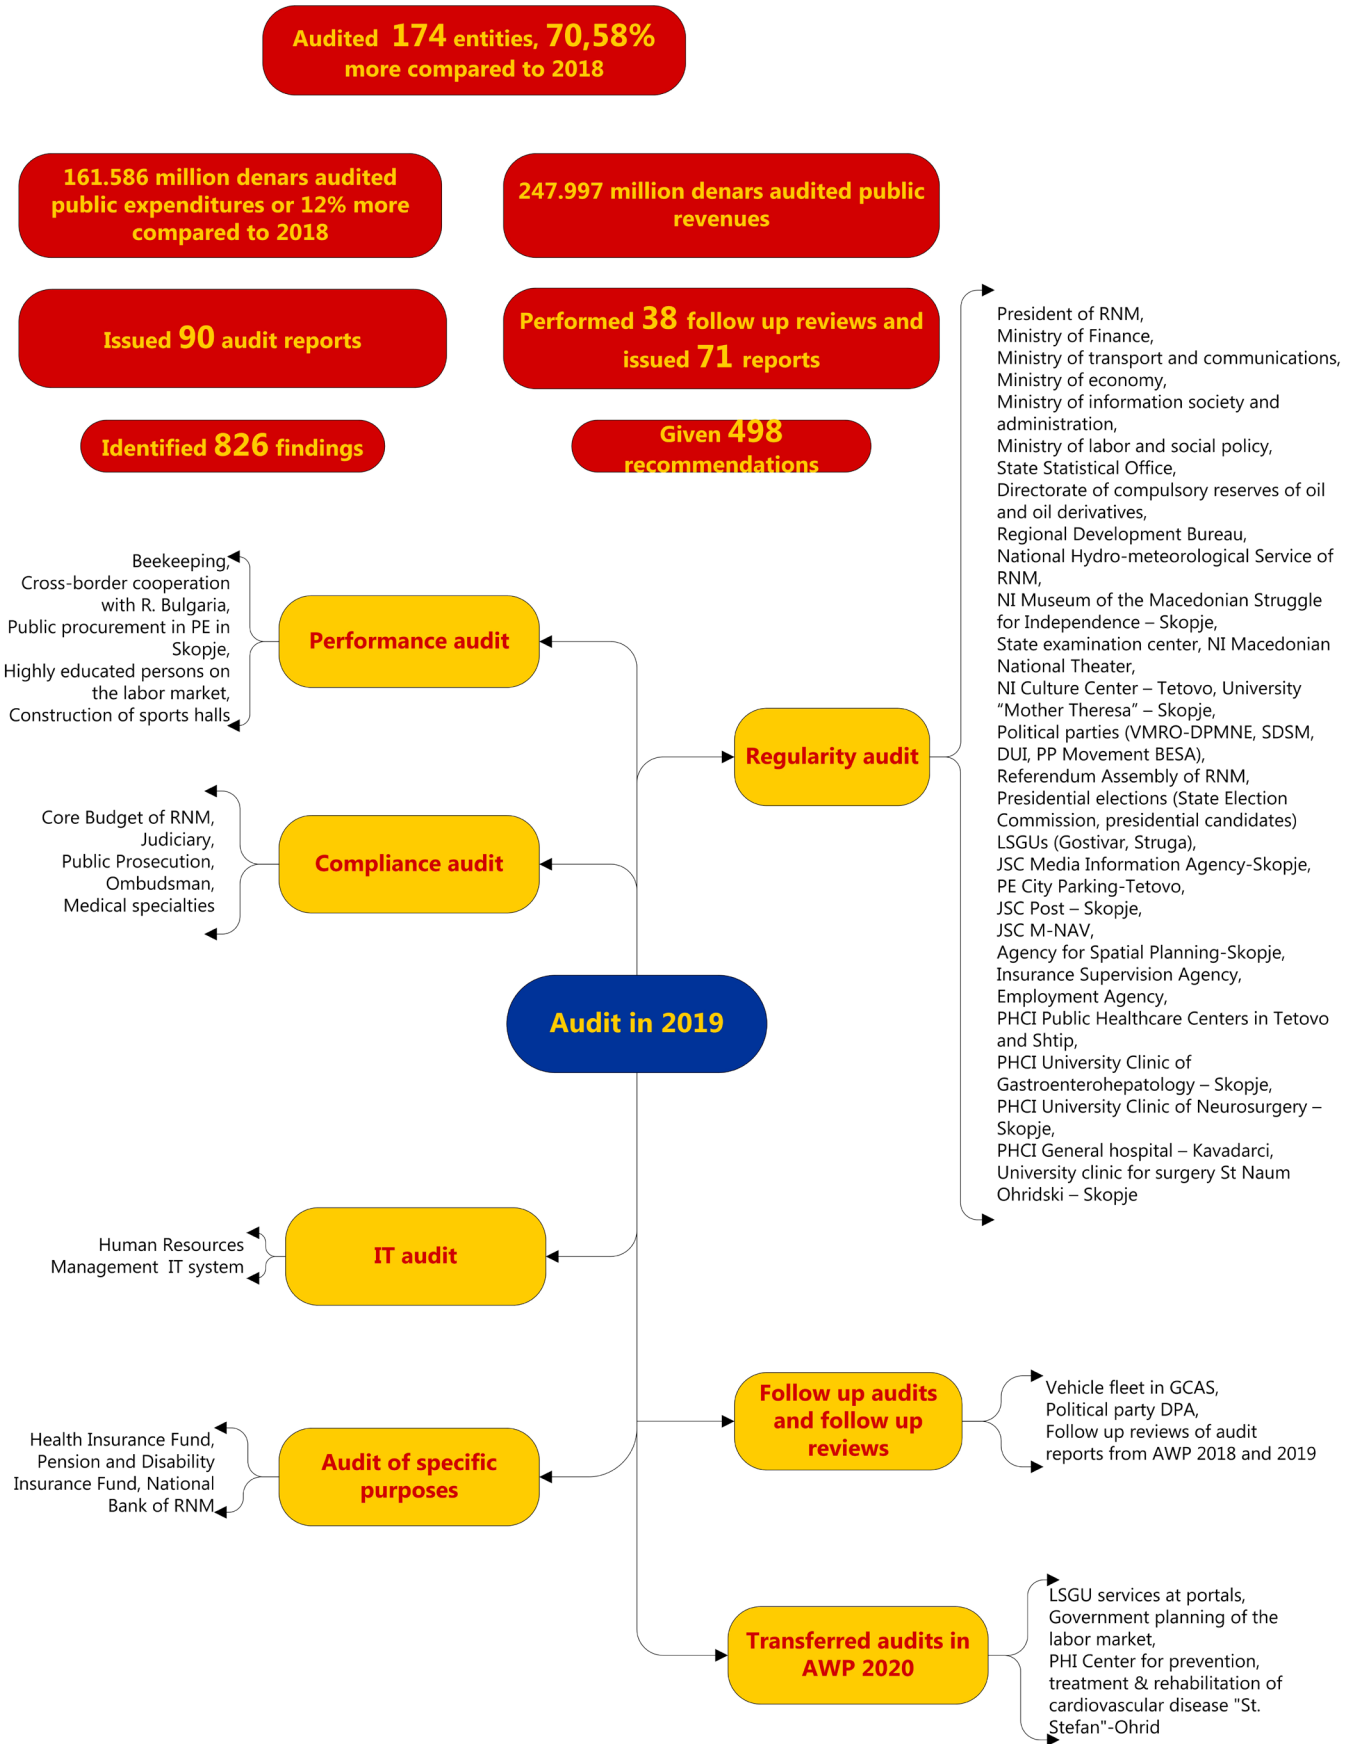 Audited 174 entities, 70,58%
more compared to 2018
161.586 million denars audited
public expenditures or 12% more
compared to 2018
247.997 million denars audited public
revenues
Issued 90 audit reports
Performed 38 follow up reviews and
issued 71 reports
Identified 826 findings
Given 498
recommendations
Beekeeping,
Cross-border cooperation
with R. Bulgaria,
Public procurement in PE in
Skopje,
Highly educated persons on
the labor market,
Construction of sports halls
Performance audit
Core Budget of RNM,
Judiciary,
Public Prosecution,
Ombudsman,
Medical specialties
Compliance audit
Regularity audit
President of RNM,
Ministry of Finance,
Ministry of transport and communications,
Ministry of economy,
Ministry of information society and
administration,
Ministry of labor and social policy,
State Statistical Office,
Directorate of compulsory reserves of oil
and oil derivatives,
Regional Development Bureau,
National Hydro-meteorological Service of
RNM,
NI Museum of the Macedonian Struggle
for Independence – Skopje,
State examination center, NI Macedonian
National Theater,
NI Culture Center – Tetovo, University
“Mother Theresa” – Skopje,
Political parties (VMRO-DPMNE, SDSM,
DUI, PP Movement BESA),
Referendum Assembly of RNM,
Presidential elections (State Election
Commission, presidential candidates)
LSGUs (Gostivar, Struga),
JSC Media Information Agency-Skopje,
PE City Parking-Tetovo,
JSC Post – Skopje,
JSC M-NAV,
Agency for Spatial Planning-Skopje,
Insurance Supervision Agency,
Employment Agency,
PHCI Public Healthcare Centers in Tetovo
and Shtip,
PHCI University Clinic of
Gastroenterohepatology – Skopje,
PHCI University Clinic of Neurosurgery –
Skopje,
PHCI General hospital – Kavadarci,
University clinic for surgery St Naum
Ohridski – Skopje
Audit in 2019
Human Resources
Management IT system
IT audit
Health Insurance Fund,
Pension and Disability
Insurance Fund, National
Bank of RNM
Audit of specific
purposes
Follow up audits
and follow up
reviews
Vehicle fleet in GCAS,
Political party DPA,
Follow up reviews of audit
reports from AWP 2018 and 2019
Transferred audits in
AWP 2020
LSGU services at portals,
Government planning of the
labor market,
PHI Center for prevention,
treatment & rehabilitation of
cardiovascular disease "St.
Stefan"-Ohrid